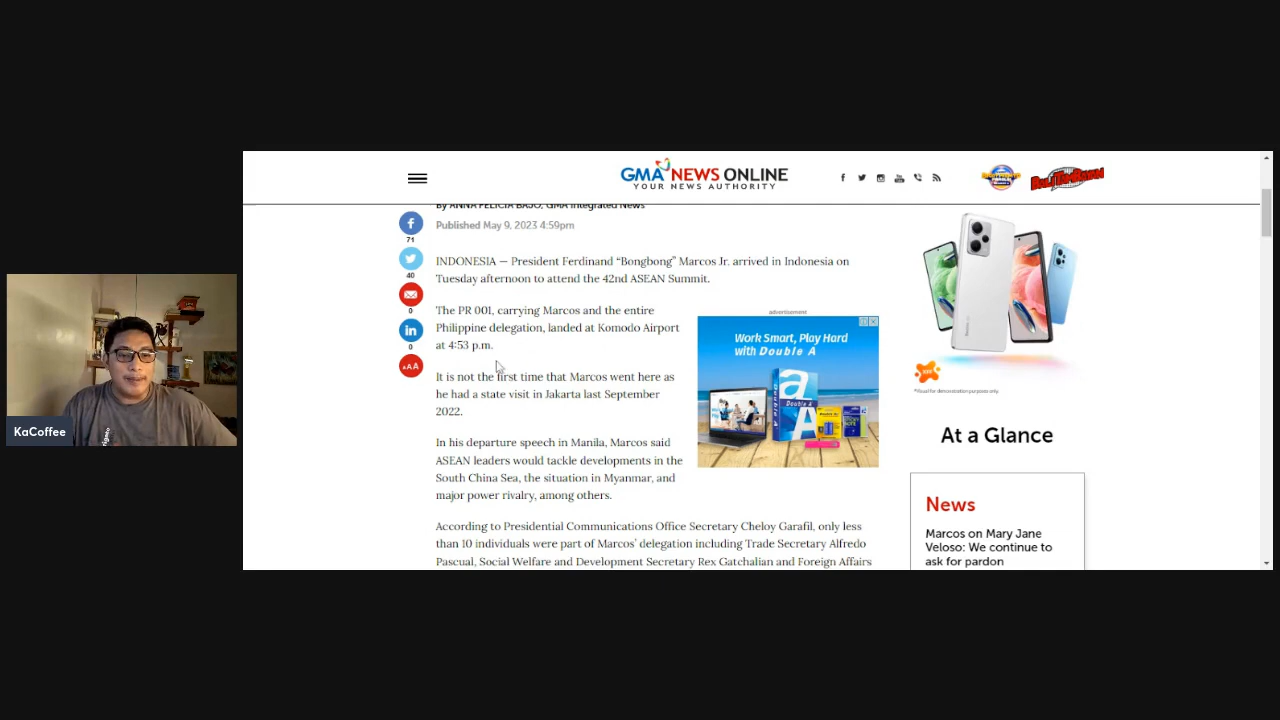 GMA NEWS ONLINE
YOUR NEWS AUTHORITY
By ANNA FELICIA BAJO, GMA Integrated News
Published May 9, 2023 4:59pm
71
40
0
0
AAA
INDONESIA — President Ferdinand “Bongbong” Marcos Jr. arrived in Indonesia on
Tuesday afternoon to attend the 42nd ASEAN Summit.
The PR 001, carrying Marcos and the entire
Philippine delegation, landed at Komodo Airport
at 4:53 p.m.
It is not the first time that Marcos went here as
he had a state visit in Jakarta last September
2022.
In his departure speech in Manila, Marcos said
ASEAN leaders would tackle developments in the
South China Sea, the situation in Myanmar, and
major power rivalry, among others.
According to Presidential Communications Office Secretary Cheloy Garafil, only less
than 10 individuals were part of Marcos’ delegation including Trade Secretary Alfredo
Pascual, Social Welfare and Development Secretary Rex Gatchalian and Foreign Affairs
advertisement
Work Smart, Play Hard
with Double A
Double A
*Visual for demonstration purposes only.
At a Glance
News
Marcos on Mary Jane
Veloso: We continue to
ask for pardon
KaCoffee